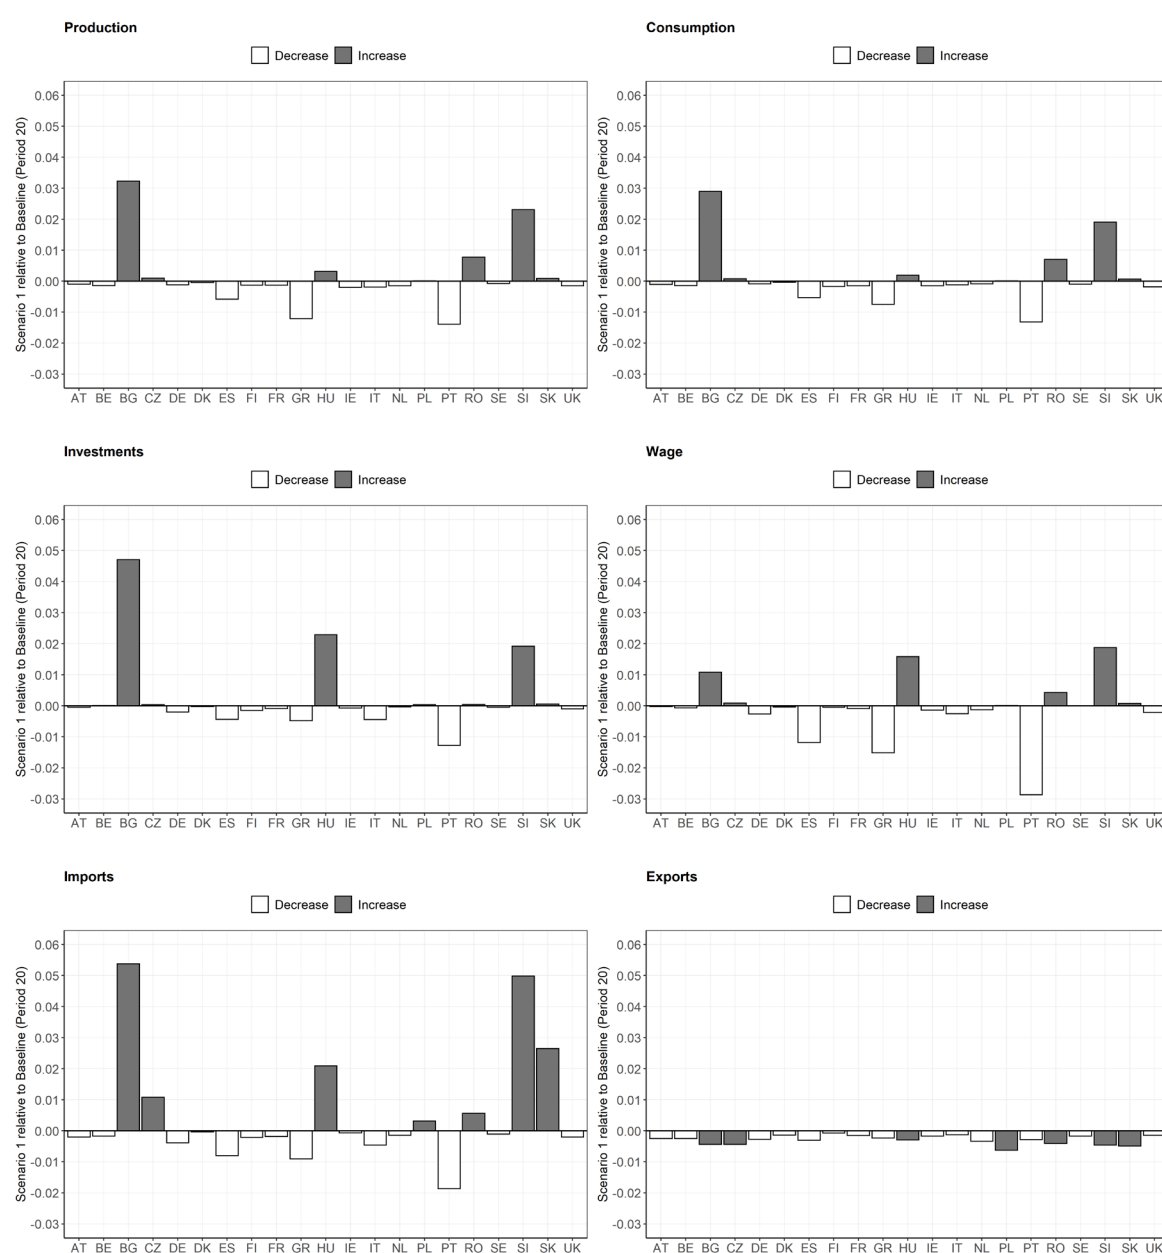 Production
Decrease Increase
Scenario 1 relative to Baseline (Period 20)
0.06
0.05
0.04
0.03
0.02
0.01
0.00
-0.01
-0.02
-0.03
AT BE BG CZ DE DK ES FI FR GR HU IE IT NL PL PT RO SE SI SK UK
Consumption
Decrease Increase
Scenario 1 relative to Baseline (Period 20)
0.06
0.05
0.04
0.03
0.02
0.01
0.00
-0.01
-0.02
-0.03
AT BE BG CZ DE DK ES FI FR GR HU IE IT NL PL PT RO SE SI SK UK
Investments
Decrease Increase
Scenario 1 relative to Baseline (Period 20)
0.06
0.05
0.04
0.03
0.02
0.01
0.00
-0.01
-0.02
-0.03
AT BE BG CZ DE DK ES FI FR GR HU IE IT NL PL PT RO SE SI SK UK
Wage
Decrease Increase
Scenario 1 relative to Baseline (Period 20)
0.06
0.05
0.04
0.03
0.02
0.01
0.00
-0.01
-0.02
-0.03
AT BE BG CZ DE DK ES FI FR GR HU IE IT NL PL PT RO SE SI SK UK
Imports
Decrease Increase
Scenario 1 relative to Baseline (Period 20)
0.06
0.05
0.04
0.03
0.02
0.01
0.00
-0.01
-0.02
-0.03
AT BE BG CZ DE DK ES FI FR GR HU IE IT NL PL PT RO SE SI SK UK
Exports
Decrease Increase
Scenario 1 relative to Baseline (Period 20)
0.06
0.05
0.04
0.03
0.02
0.01
0.00
-0.01
-0.02
-0.03
AT BE BG CZ DE DK ES FI FR GR HU IE IT NL PL PT RO SE SI SK UK